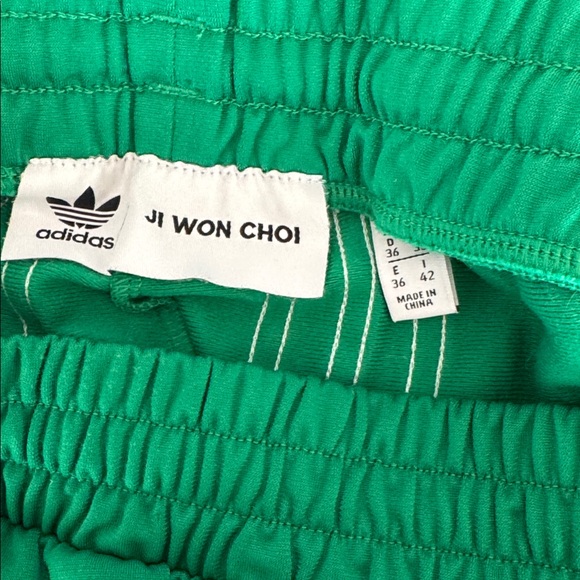 adidas
JI WON CHOI
D
36
E I
36 42
MADE IN
CHINA